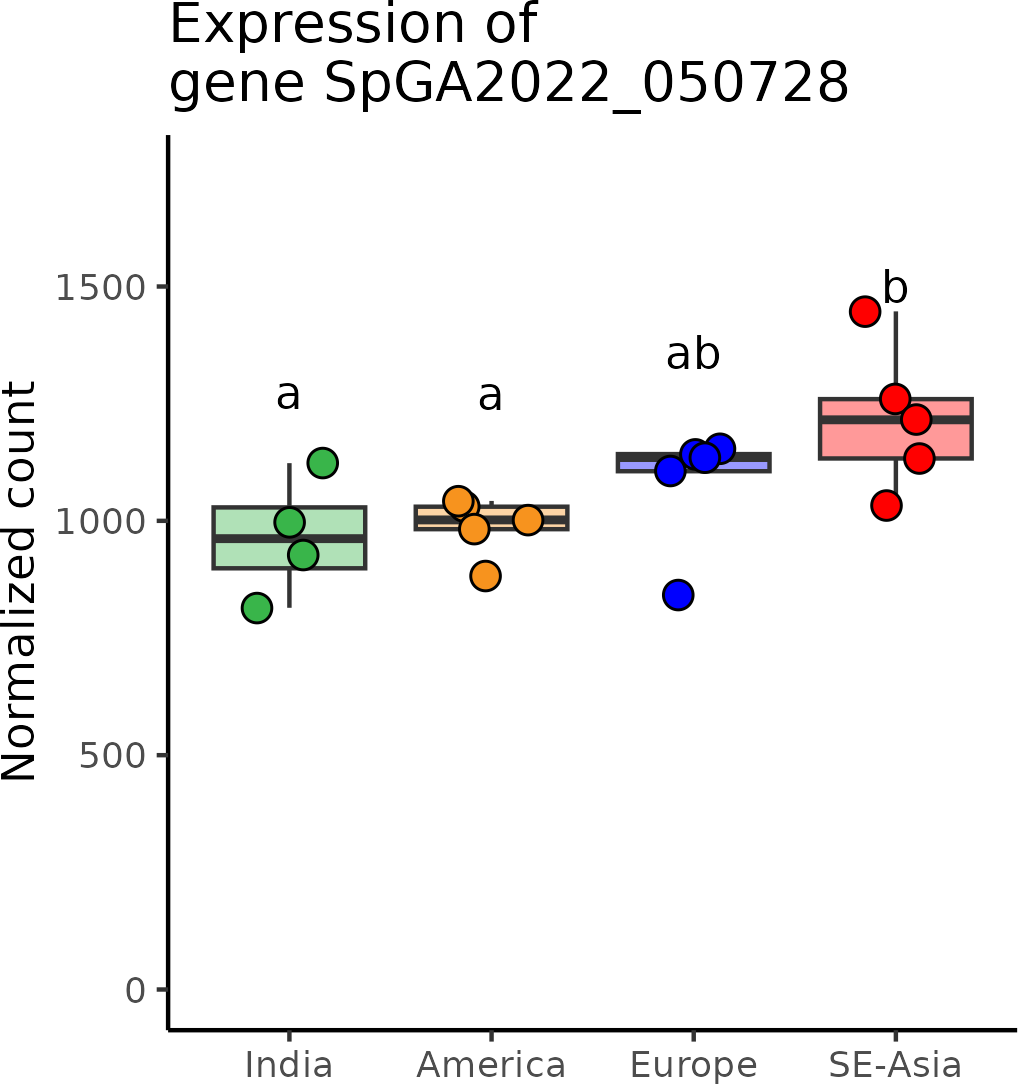 Expression of
gene SpGA2022_050728
Normalized count
1500
1000
500
0
a
a
ab
b
India
America
Europe
SE-Asia